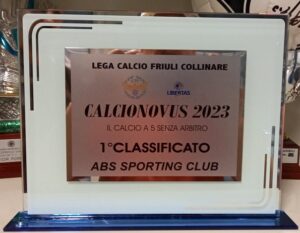 LEGA CALCIO FRIULI COLLINARE
LIBERTAS
CALCIONOVUS 2023
IL CALCIO A 5 SENZA ARBITRO
1°CLASSIFICATO
ABS SPORTING CLUB